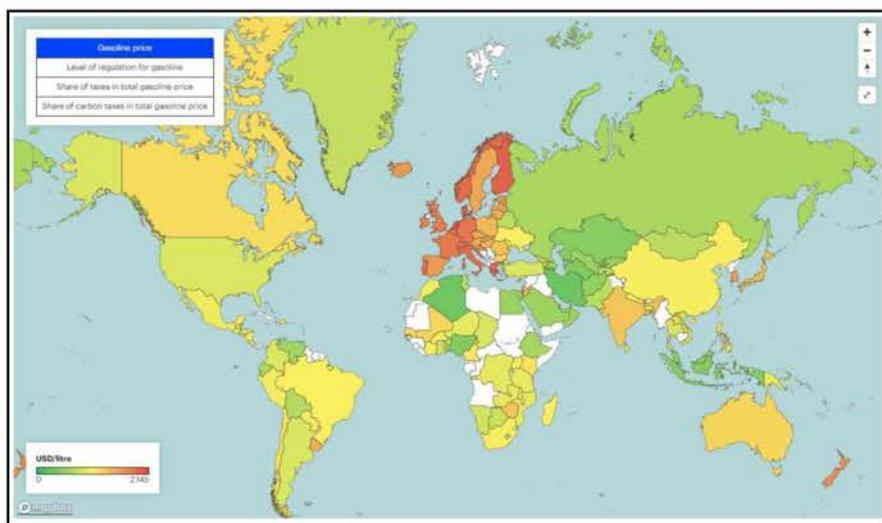 Gasoline price
Level of regulation for gasoline
Share of taxes in total gasoline price
Share of carbon taxes in total gasoline price
USD/litre
0
2.145
mapbox